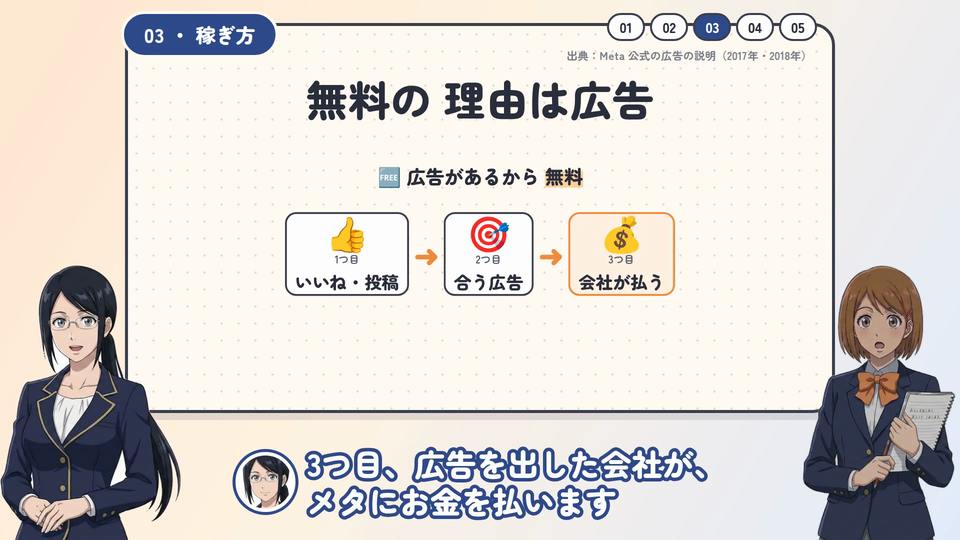 03 ・ 稼ぎ方
01 02 03 04 05
出典：Meta 公式の広告の説明（2017年・2018年）
無料の 理由は広告
FREE 広告があるから 無料
1つ目
いいね・投稿
2つ目
合う広告
3つ目
会社が払う
3つ目、広告を出した会社が、
メタにお金を払います